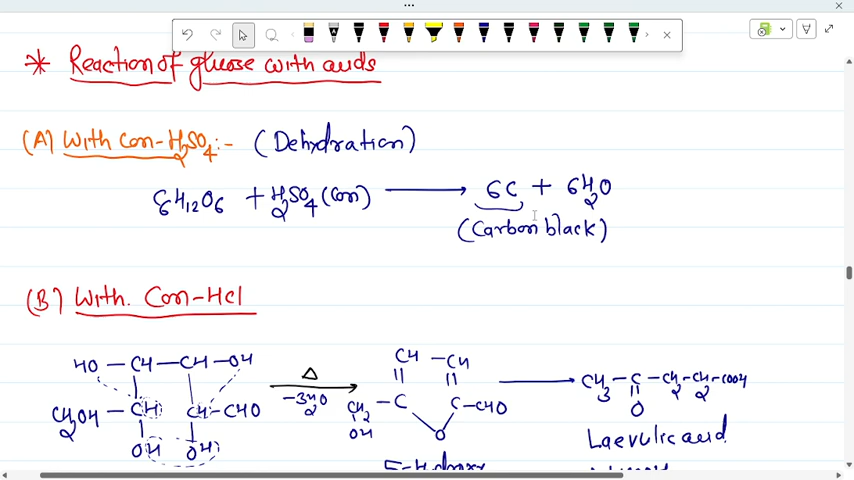 * Reaction of glucose with acids
(A) With Con-H2SO4:- (Dehydration)
C6H12O6 + H2SO4 (Con) → 6C + 6H2O
(Carbon black)
(B) With. Con-HCl
HO-CH-CH-OH
CH2OH-CH CH-CHO
OH OH
Δ
-3H2O
CH-CH
CH2-C C-CHO
OH O
CH3-C-CH2-CH2-COOH
O
Laevulic acid
5-Hydroxy